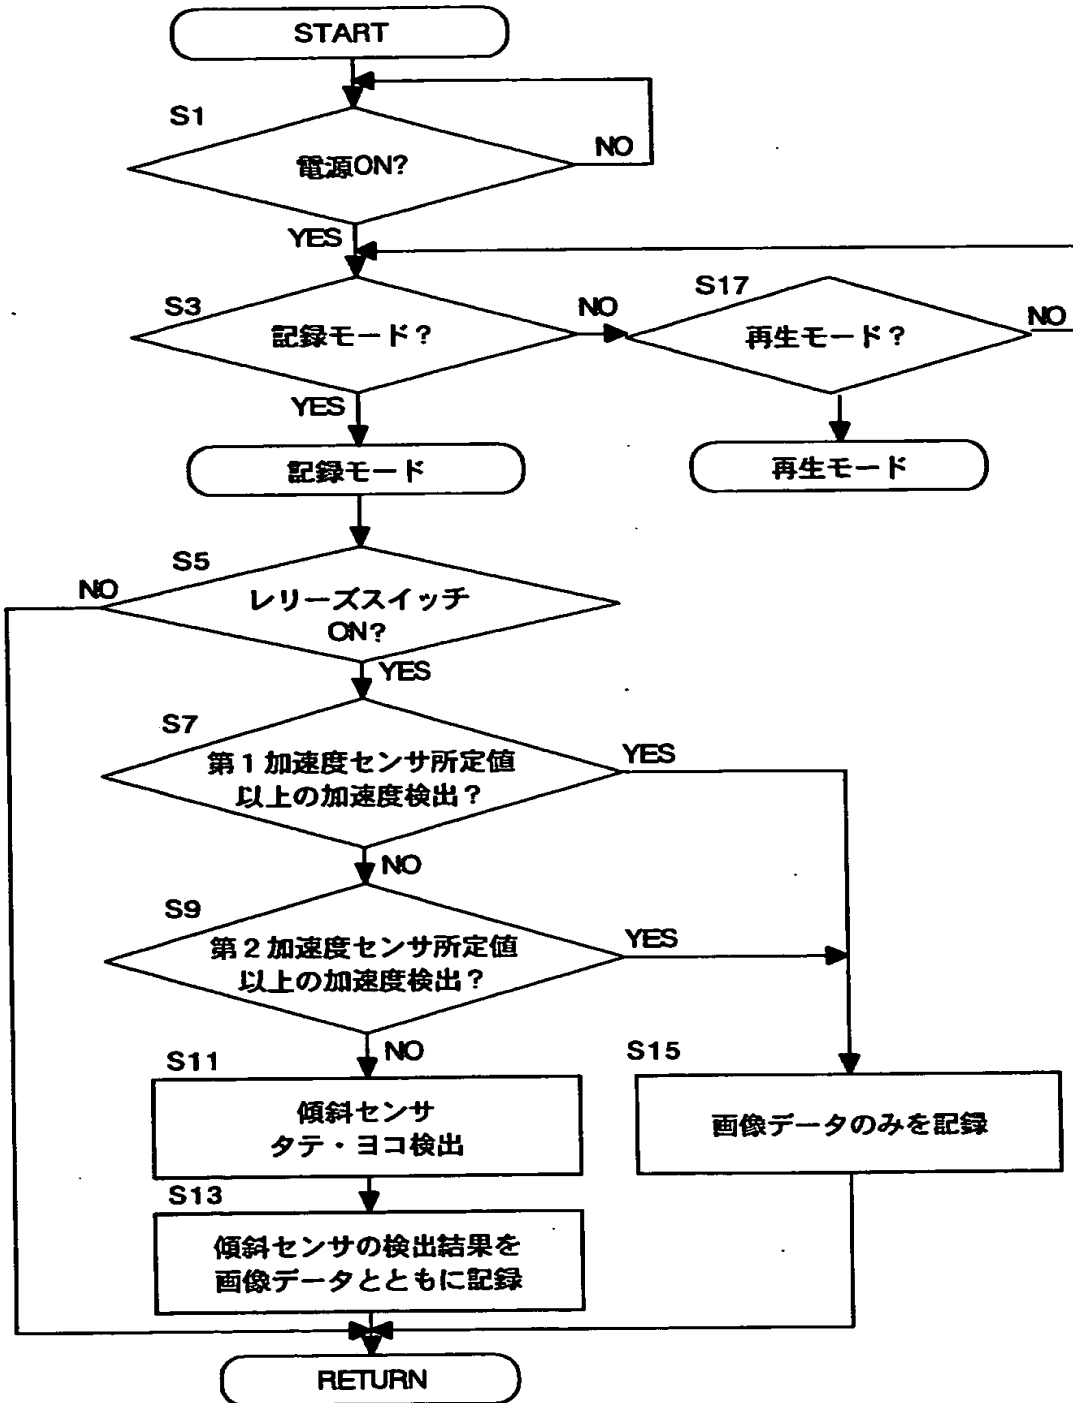 START
S1
電源ON?
NO
YES
S3
記録モード？
NO
S17
再生モード？
NO
YES
記録モード
再生モード
S5
NO
レリーズスイッチ
ON?
YES
S7
第１加速度センサ所定値
以上の加速度検出？
YES
NO
S9
第２加速度センサ所定値
以上の加速度検出？
YES
NO
S11
傾斜センサ
タテ・ヨコ検出
S15
画像データのみを記録
S13
傾斜センサの検出結果を
画像データとともに記録
RETURN